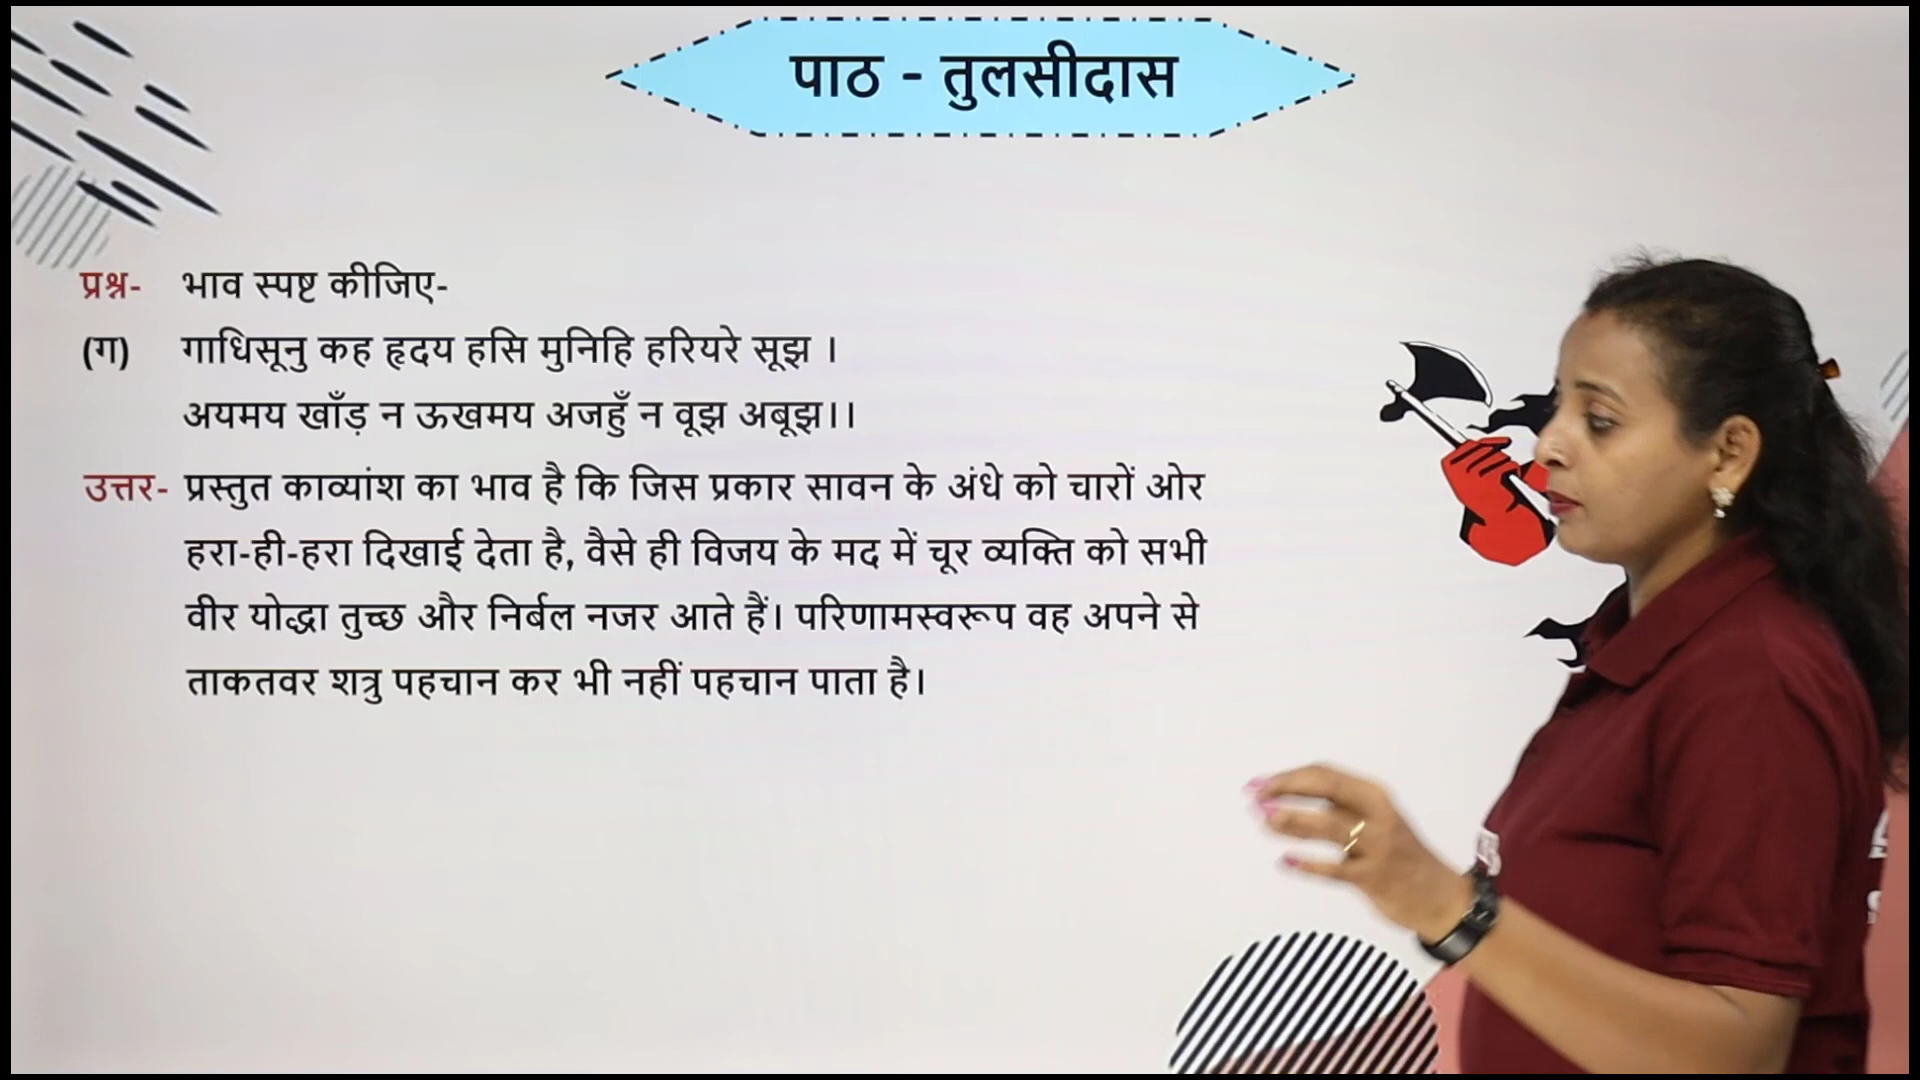 पाठ - तुलसीदास
प्रश्न- भाव स्पष्ट कीजिए-
(ग) गाधिसूनु कह हृदय हसि मुनिहि हरियरे सूझ ।
अयमय खाँड़ न ऊखमय अजहुँ न वूझ अबूझ।।
उत्तर- प्रस्तुत काव्यांश का भाव है कि जिस प्रकार सावन के अंधे को चारों ओर
हरा-ही-हरा दिखाई देता है, वैसे ही विजय के मद में चूर व्यक्ति को सभी
वीर योद्धा तुच्छ और निर्बल नजर आते हैं। परिणामस्वरूप वह अपने से
ताकतवर शत्रु पहचान कर भी नहीं पहचान पाता है।